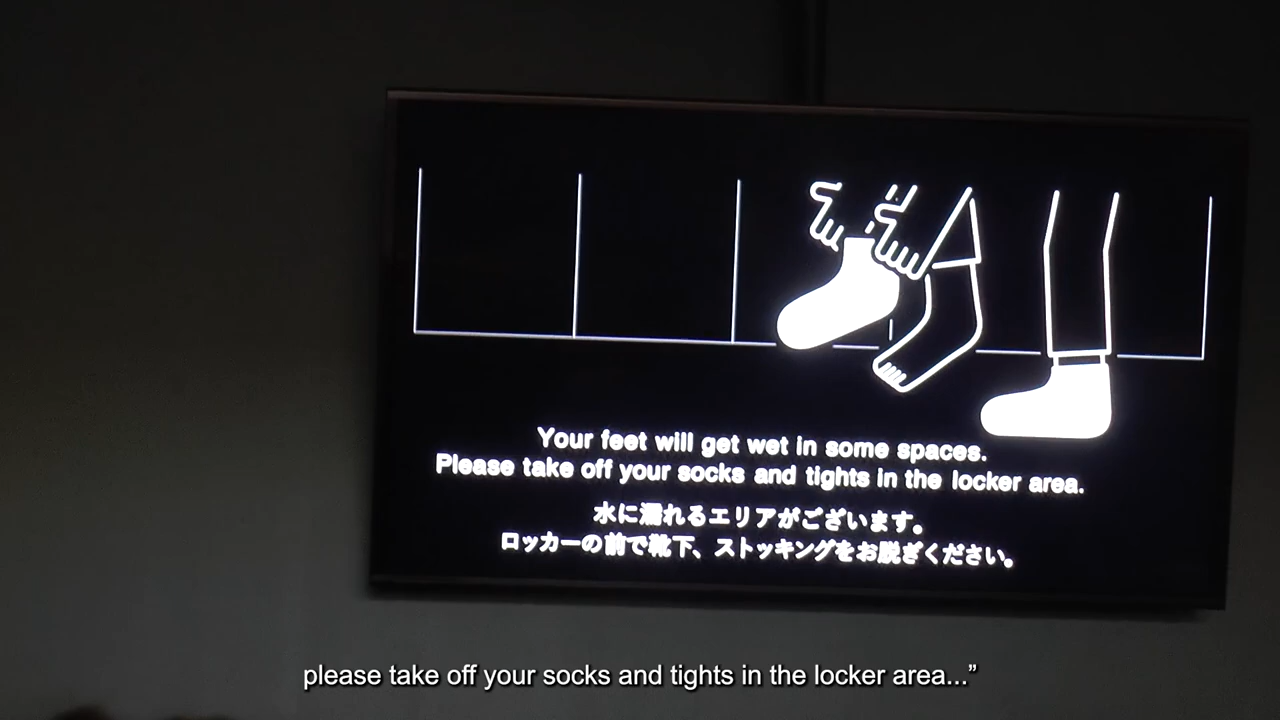 Your feet will get wet in some spaces.
Please take off your socks and tights in the locker area.
水に濡れるエリアがございます。
ロッカーの前で靴下、ストッキングをお脱ぎください。
please take off your socks and tights in the locker area...”